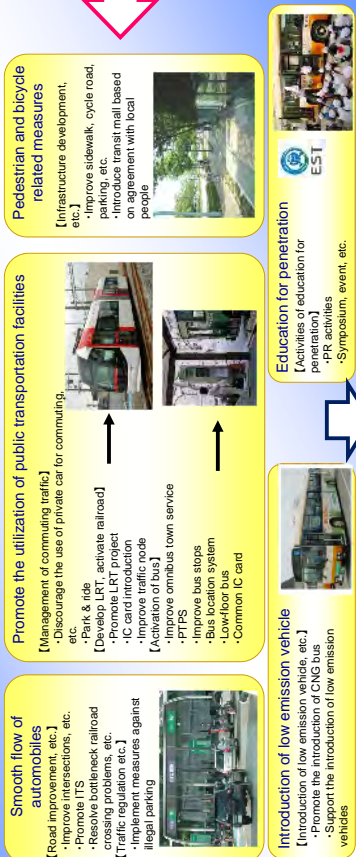 Smooth flow of
automobiles
【Road improvement, etc.】
・Improve intersections, etc.
・Promote ITS
・Resolve bottleneck railroad
crossing problems, etc.
【Traffic regulation etc.】
・Implement measures against
illegal parking
Promote the utilization of public transportation facilities
【Management of commuting traffic】
・Discourage the use of private car for commuting,
etc.
・Park & ride
【Develop LRT, activate railroad】
・Promote LRT project
・IC card introduction
・Improve traffic node
【Activation of bus】
・Improve omnibus town service
・PTPS
・Improve bus stops
・Bus location system
・Low-floor bus
・Common IC card
Pedestrian and bicycle
related measures
【Infrastructure development,
etc.】
・Improve sidewalk, cycle road,
parking, etc.
・Introduce transit mall based
on agreement with local
people
Introduction of low emission vehicle
【Introduction of low emission vehicle, etc.】
・Promote the introduction of CNG bus
・Support the introduction of low emission
vehicles
Education for penetration
【Activities of education for
penetration】
・PR activities
・Symposium, event, etc.
EST